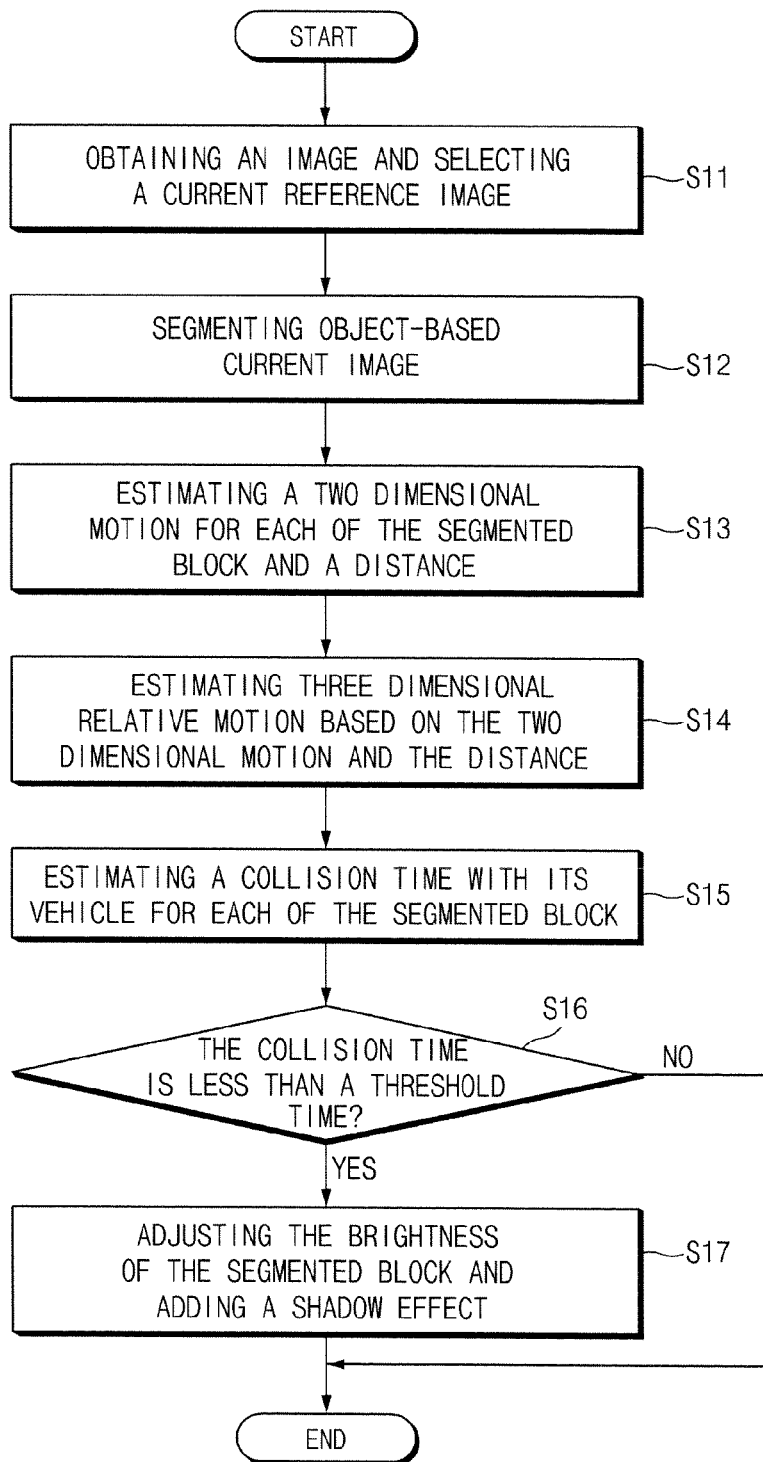 START
OBTAINING AN IMAGE AND SELECTING
A CURRENT REFERENCE IMAGE
S11
SEGMENTING OBJECT-BASED
CURRENT IMAGE
S12
ESTIMATING A TWO DIMENSIONAL
MOTION FOR EACH OF THE SEGMENTED
BLOCK AND A DISTANCE
S13
ESTIMATING THREE DIMENSIONAL
RELATIVE MOTION BASED ON THE TWO
DIMENSIONAL MOTION AND THE DISTANCE
S14
ESTIMATING A COLLISION TIME WITH ITS
VEHICLE FOR EACH OF THE SEGMENTED BLOCK
S15
S16
THE COLLISION TIME
IS LESS THAN A THRESHOLD
TIME?
NO
YES
ADJUSTING THE BRIGHTNESS
OF THE SEGMENTED BLOCK AND
ADDING A SHADOW EFFECT
S17
END